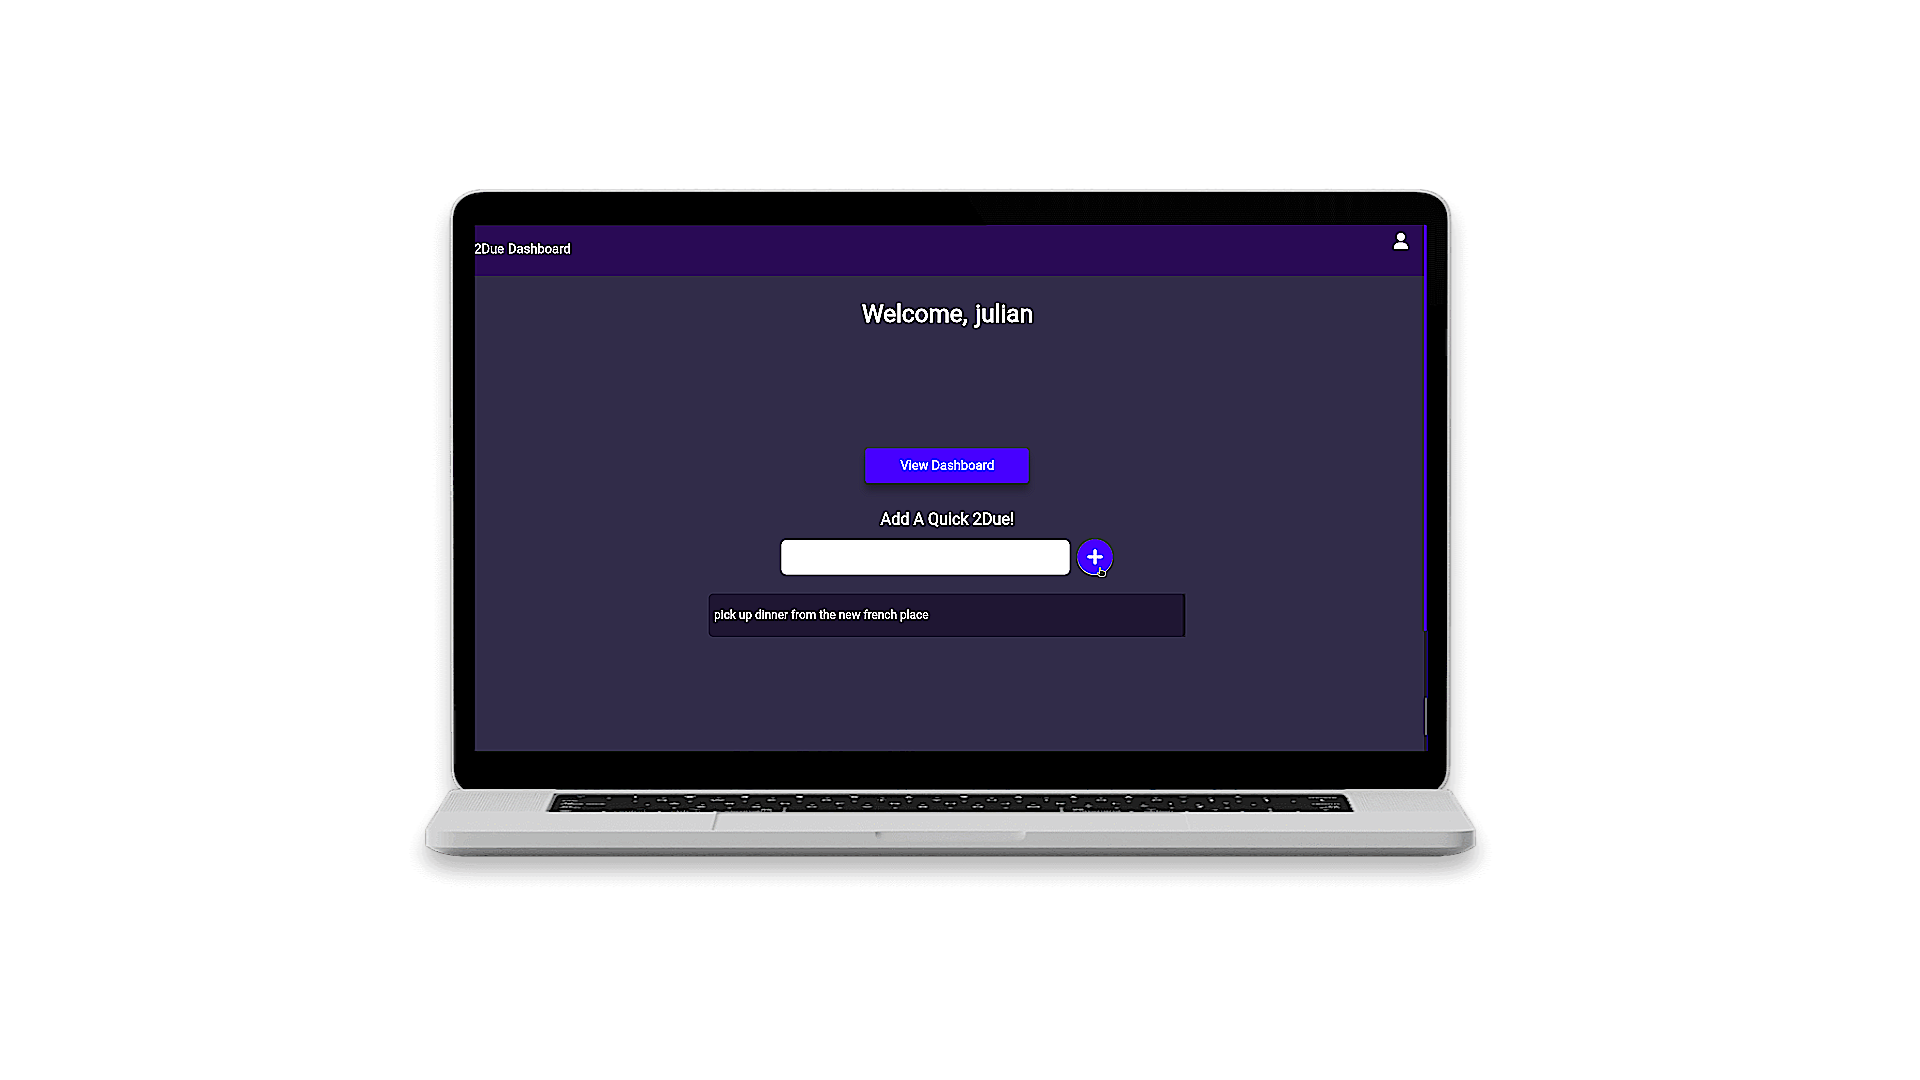 2Due Dashboard
Welcome, julian
View Dashboard
Add A Quick 2Due!
pick up dinner from the new french place